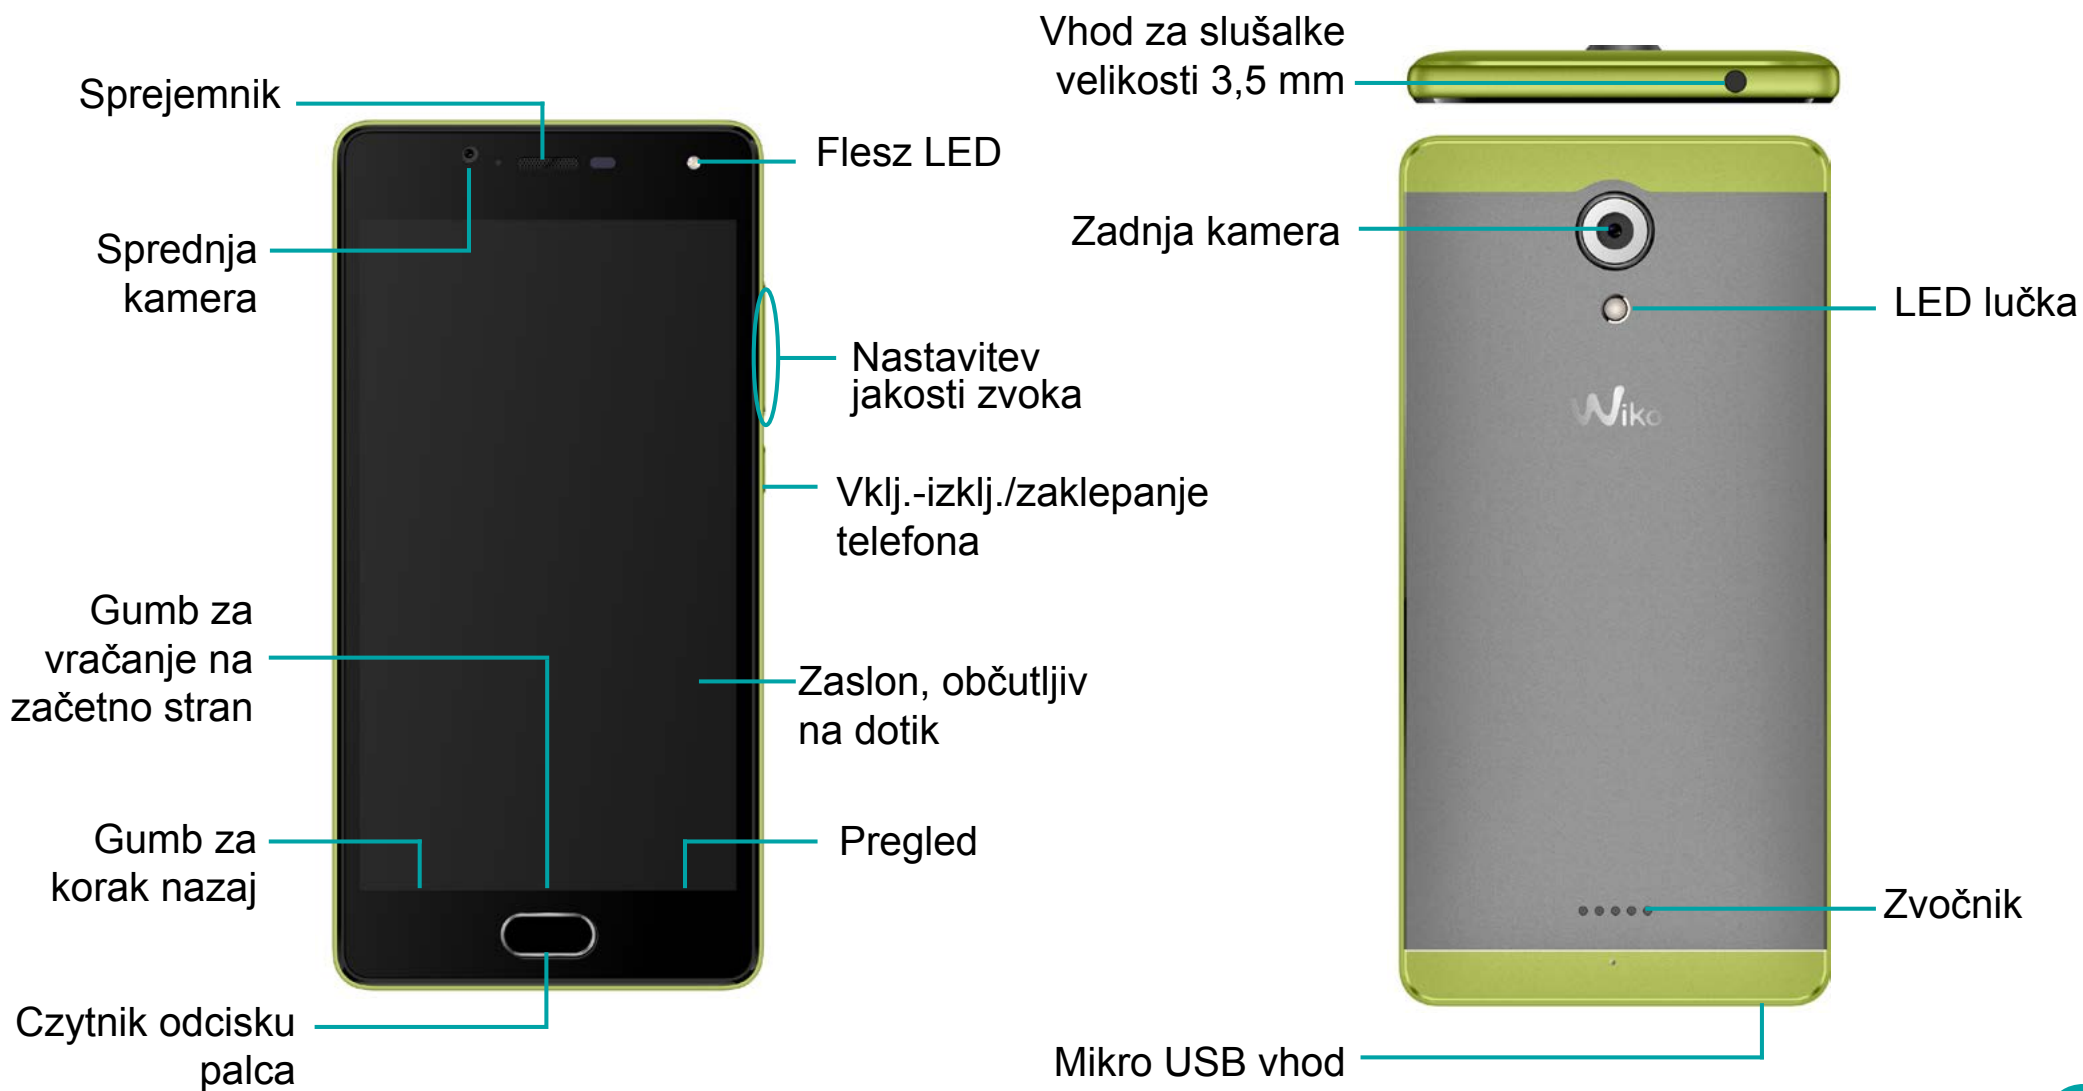 Sprejemnik
Sprednja
kamera
Gumb za
vračanje na
začetno stran
Gumb za
korak nazaj
Czytnik odcisku
palca
Flesz LED
Nastavitev
jakosti zvoka
Vklj.-izklj./zaklepanje
telefona
Zaslon, občutljiv
na dotik
Pregled
Vhod za slušalke
velikosti 3,5 mm
Zadnja kamera
LED lučka
Wiko
Zvočnik
Mikro USB vhod